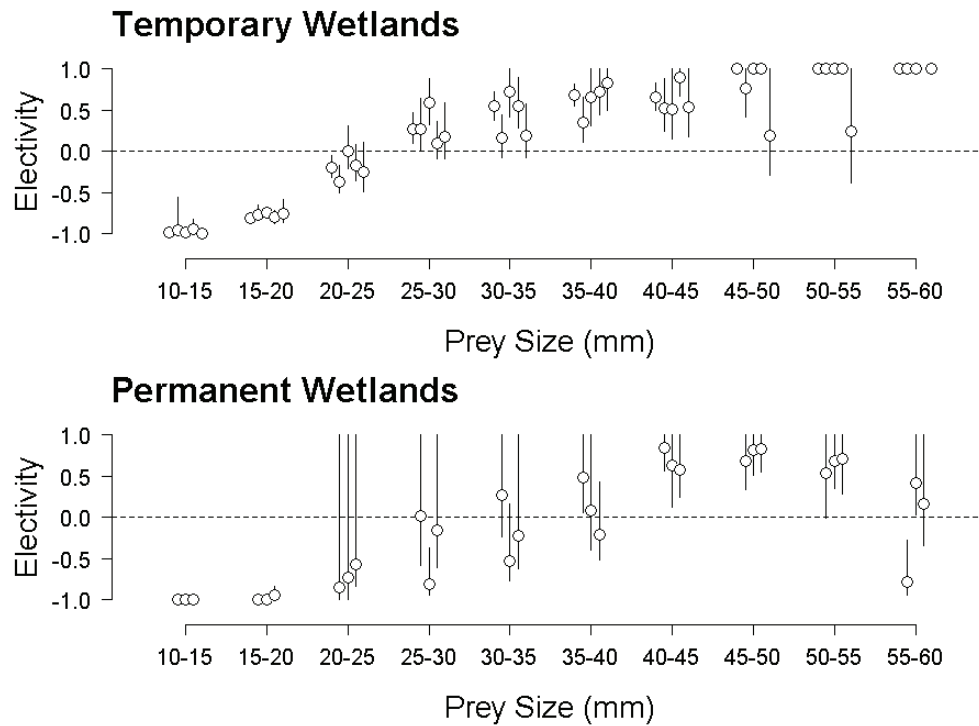 Temporary Wetlands
1.0
0.5
0.0
-0.5
-1.0
Electivity
10-15 15-20 20-25 25-30 30-35 35-40 40-45 45-50 50-55 55-60
Prey Size (mm)
Permanent Wetlands
1.0
0.5
0.0
-0.5
-1.0
Electivity
10-15 15-20 20-25 25-30 30-35 35-40 40-45 45-50 50-55 55-60
Prey Size (mm)